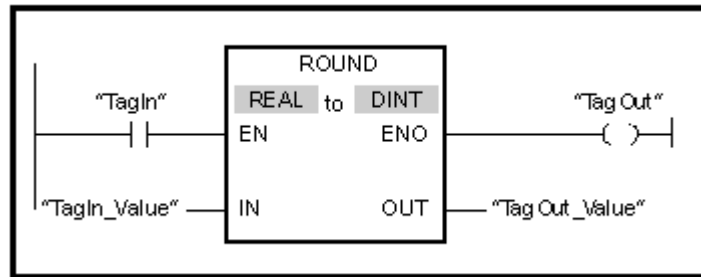 ROUND
REAL to DINT
"TagIn" "Tag Out"
EN ENO
"TagIn_Value" IN OUT "Tag Out_Value"